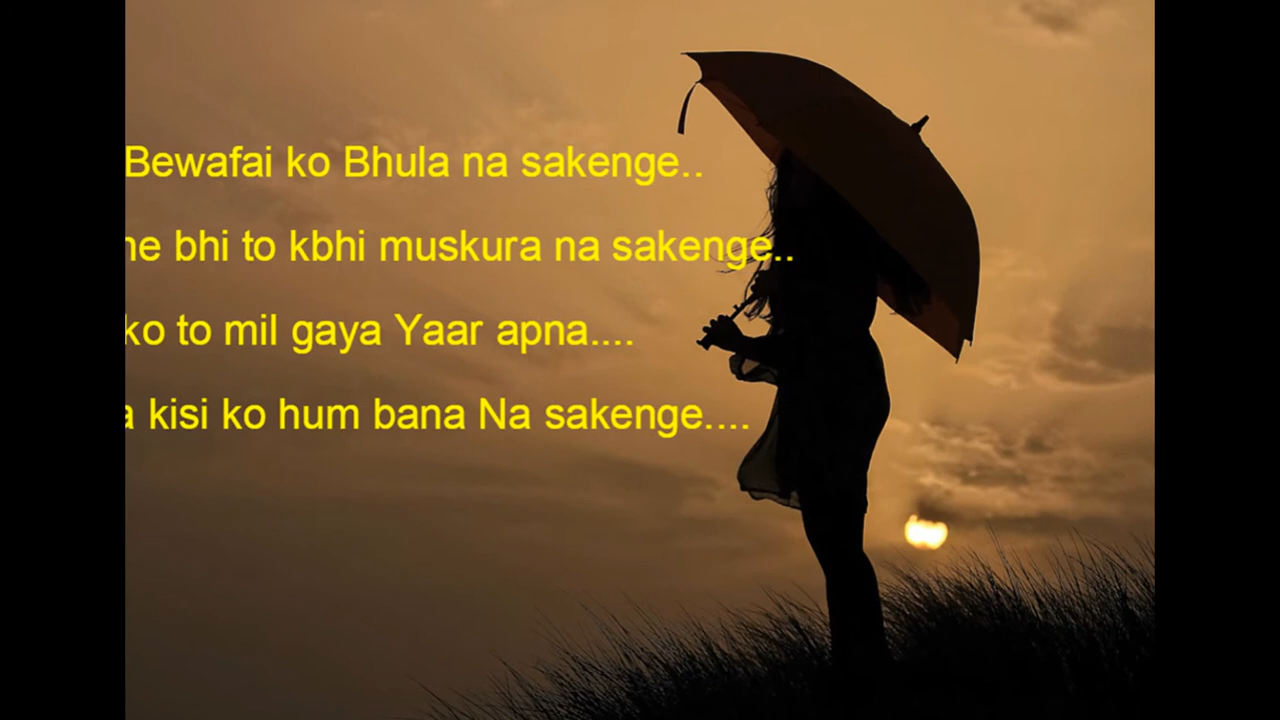 Bewafai ko Bhula na sakenge..
bhi to kbhi muskura na sakenge..
ko to mil gaya Yaar apna....
kisi ko hum bana Na sakenge....